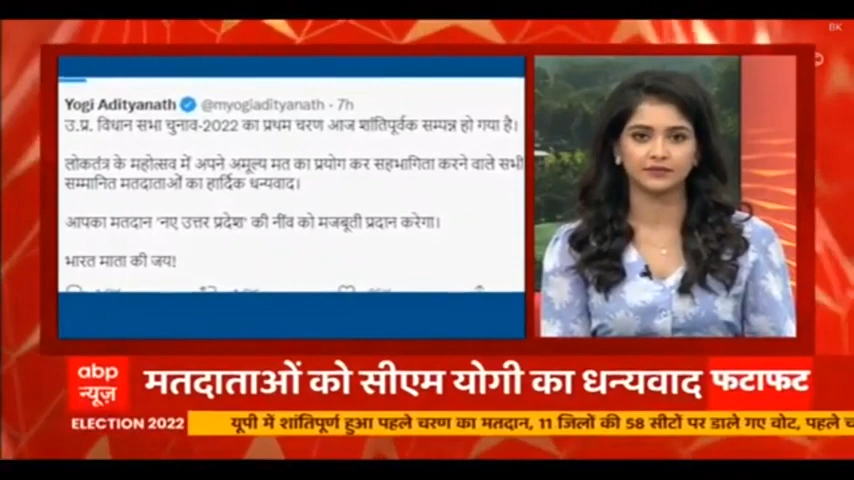 BK
Yogi Adityanath @myogiadityanath · 7h
उ.प्र. विधान सभा चुनाव-2022 का प्रथम चरण आज शांतिपूर्वक सम्पन्न हो गया है।
लोकतंत्र के महोत्सव में अपने अमूल्य मत का प्रयोग कर सहभागिता करने वाले सभी
सम्मानित मतदाताओं का हार्दिक धन्यवाद।
आपका मतदान 'नए उत्तर प्रदेश' की नींव को मजबूती प्रदान करेगा।
भारत माता की जय!
abp
न्यूज़
मतदाताओं को सीएम योगी का धन्यवाद
फटाफट
ELECTION 2022
यूपी में शांतिपूर्ण हुआ पहले चरण का मतदान, 11 जिलों की 58 सीटों पर डाले गए वोट, पहले